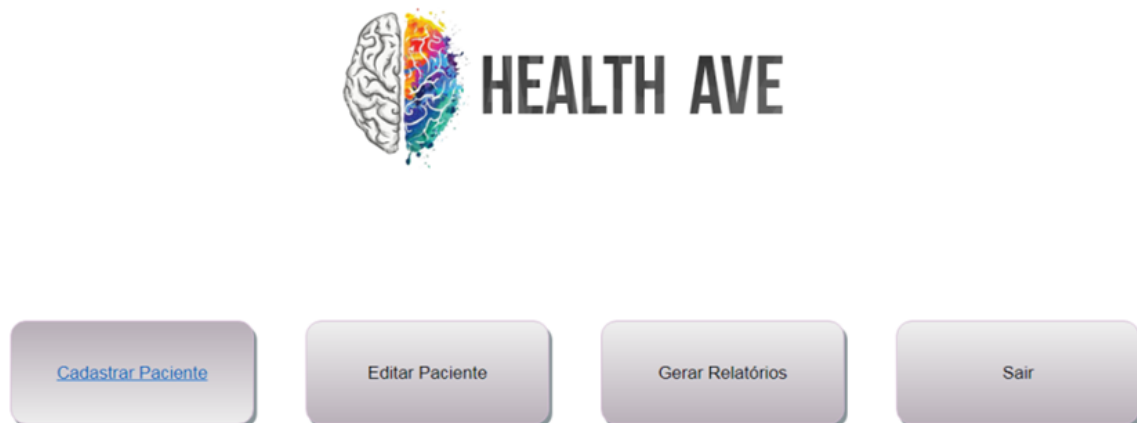 HEALTH AVE
Cadastrar Paciente
Editar Paciente
Gerar Relatórios
Sair